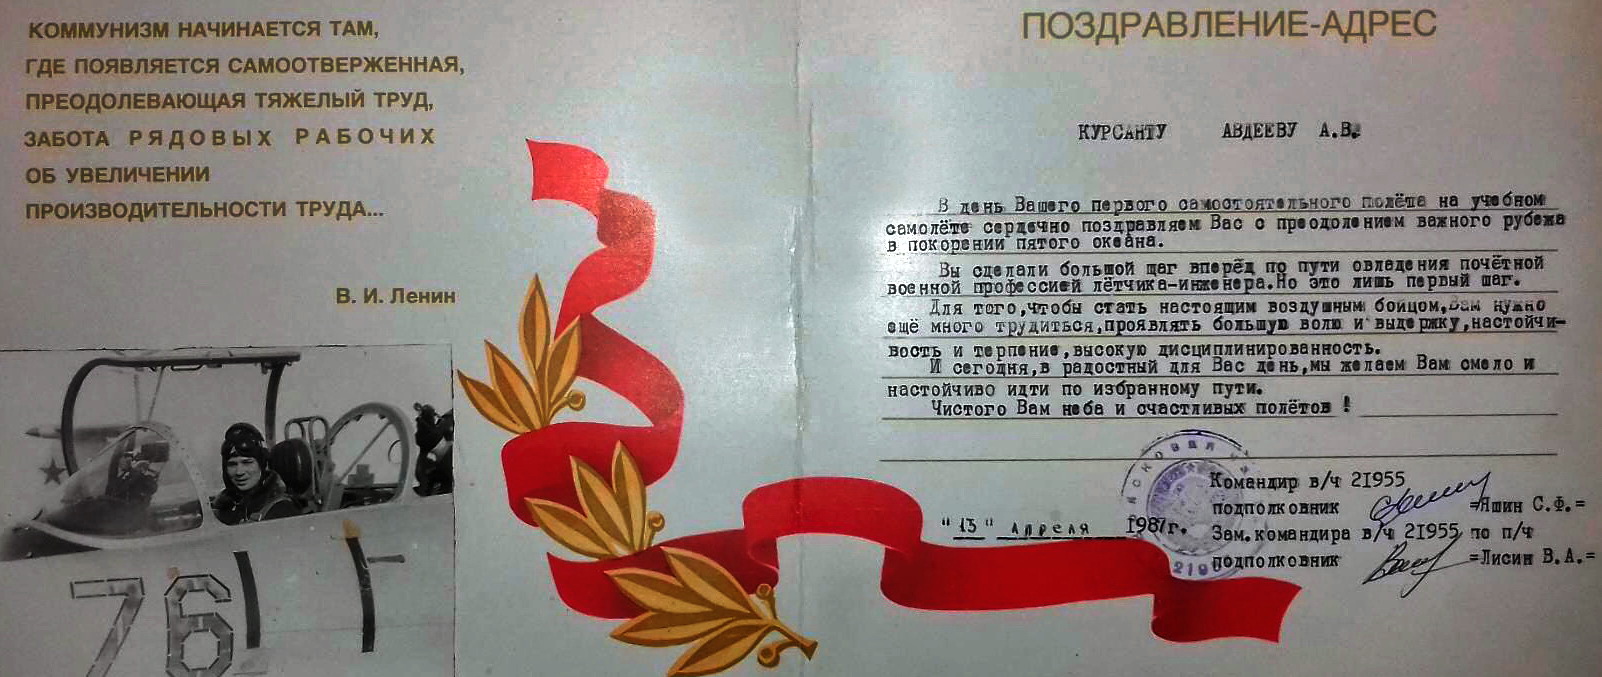 КОММУНИЗМ НАЧИНАЕТСЯ ТАМ,
ГДЕ ПОЯВЛЯЕТСЯ САМООТВЕРЖЕННАЯ,
ПРЕОДОЛЕВАЮЩАЯ ТЯЖЕЛЫЙ ТРУД,
ЗАБОТА РЯДОВЫХ РАБОЧИХ
ОБ УВЕЛИЧЕНИИ
ПРОИЗВОДИТЕЛЬНОСТИ ТРУДА...
В. И. Ленин
76
ПОЗДРАВЛЕНИЕ-АДРЕС
КУРСАНТУ АВДЕЕВУ А.В.
В день Вашего первого самостоятельного полёта на учебном
самолёте сердечно поздравляем Вас с преодолением важного рубежа
в покорении пятого океана.
Вы сделали большой шаг вперёд по пути овладения почётной
военной профессией лётчика-инженера.Но это лишь первый шаг.
Для того,чтобы стать настоящим воздушным бойцом,Вам нужно
ещё много трудиться,проявлять большую волю и выдержку,настойчи-
вость и терпение,высокую дисциплинированность.
И сегодня,в радостный для Вас день,мы желаем Вам смело и
настойчиво идти по избранному пути.
Чистого Вам неба и счастливых полётов !
Командир в/ч 21955
подполковник =Яшин С.Ф.=
"13" Апреля 1987г.
Зам.командира в/ч 21955 по п/ч
подполковник =Лисин В.А.=